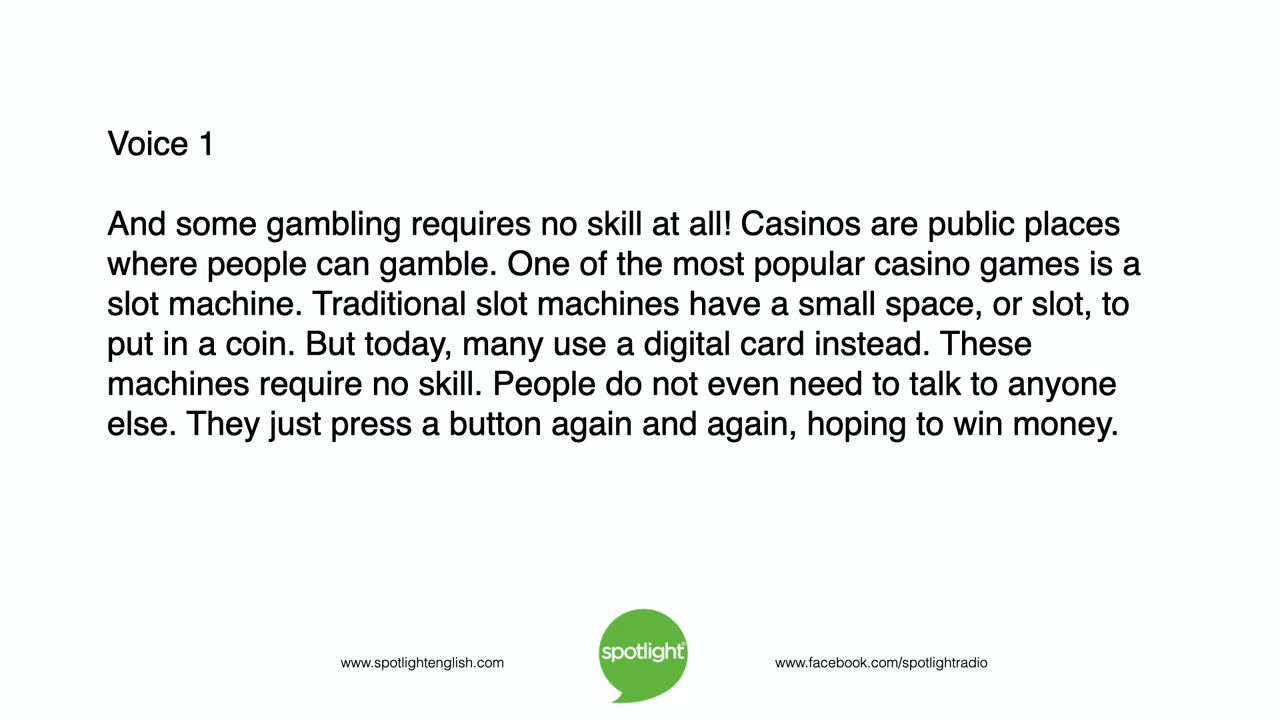 Voice 1
And some gambling requires no skill at all! Casinos are public places
where people can gamble. One of the most popular casino games is a
slot machine. Traditional slot machines have a small space, or slot, to
put in a coin. But today, many use a digital card instead. These
machines require no skill. People do not even need to talk to anyone
else. They just press a button again and again, hoping to win money.
www.spotlightenglish.com
spotlight®
www.facebook.com/spotlightradio